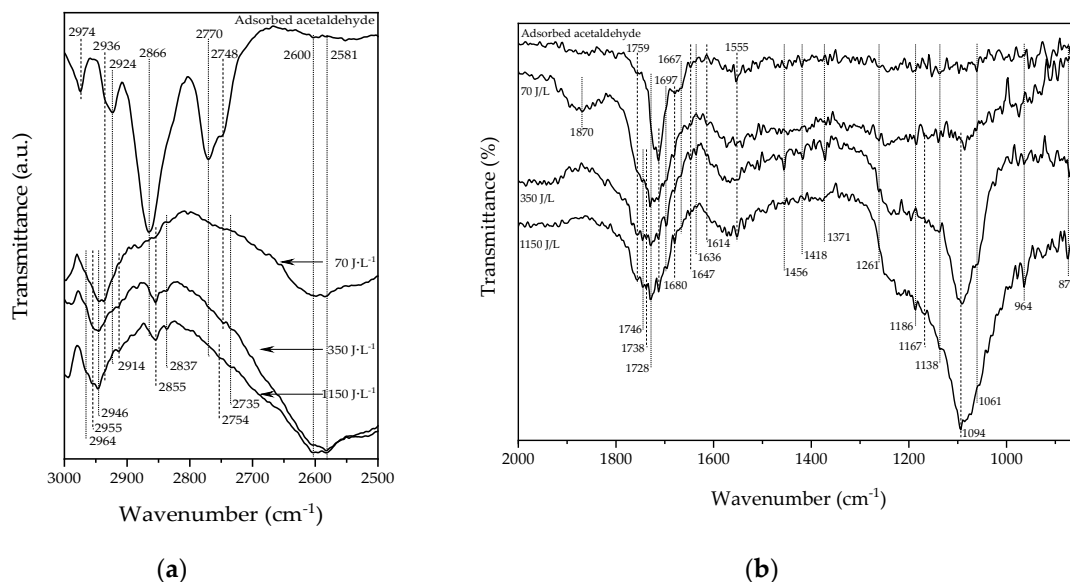 Adsorbed acetaldehyde
2974
2936
2924
2866
2770
2748
2600
2581
70 J·L⁻¹
350 J·L⁻¹
1150 J·L⁻¹
2914
2837
2855
2735
2754
2946
2955
2964
Transmittance (a.u.)
3000 2900 2800 2700 2600 2500
Wavenumber (cm⁻¹)
(a)
Adsorbed acetaldehyde
1759
1667
1697
1555
70 J/L
1870
350 J/L
1150 J/L
1614
1636
1647
1680
1746
1738
1728
1456
1418
1371
1261
1186
1167
1138
1094
1061
964
87
Transmittance (%)
2000 1800 1600 1400 1200 1000
Wavenumber (cm⁻¹)
(b)